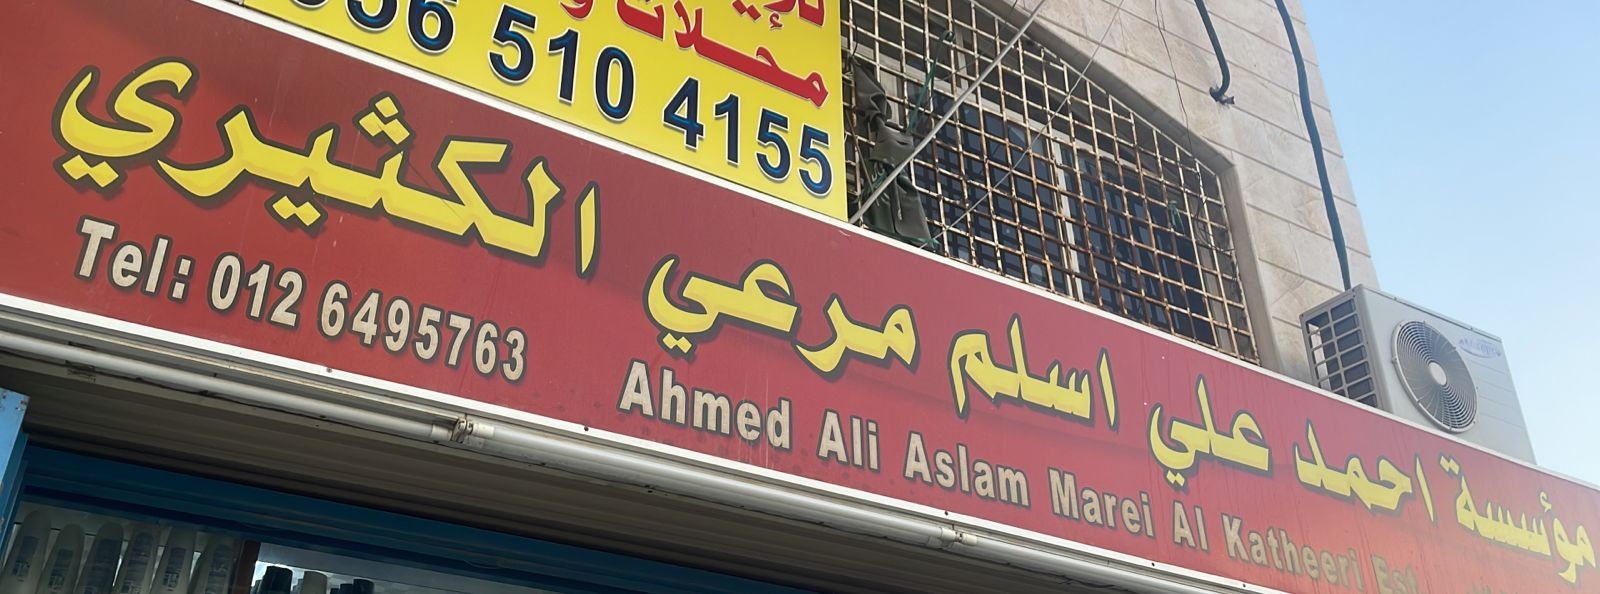 محلات و
056 510 4155
مؤسسة احمد علي اسلم مرعي الكثيري
Ahmed Ali Aslam Marei Al Katheeri Est.
Tel: 012 6495763